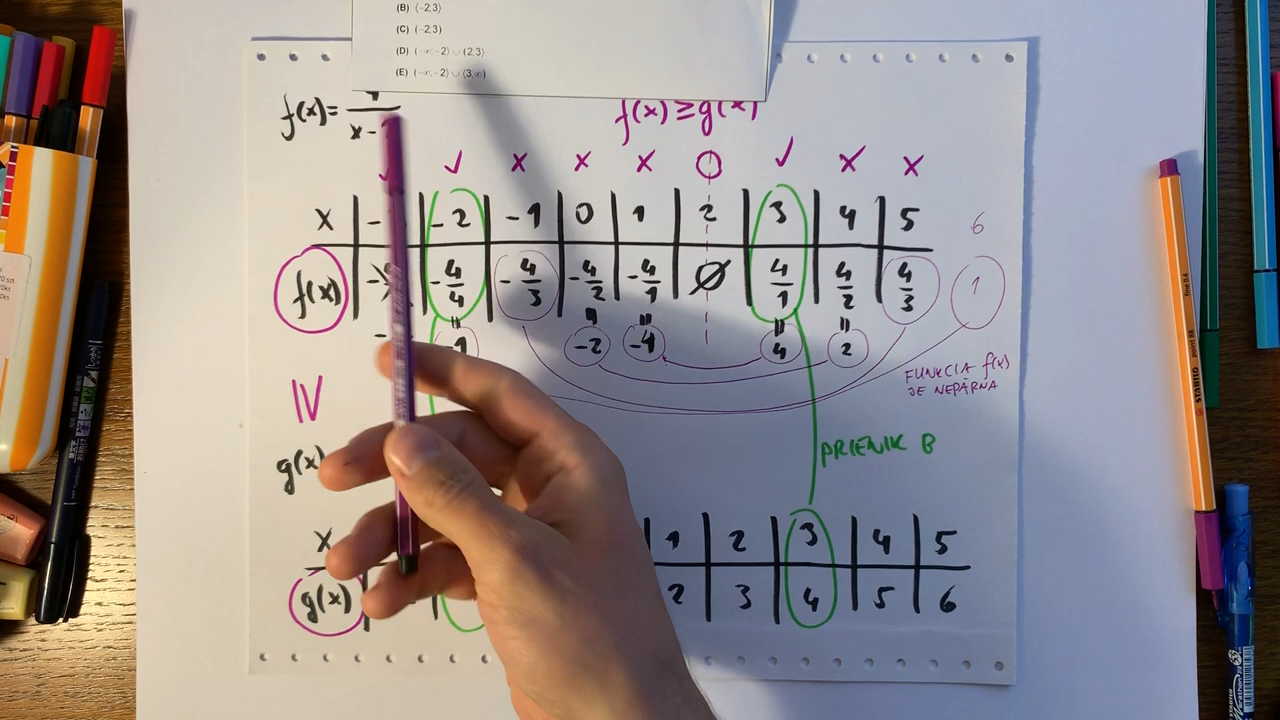 (B) (-2;3)
(C) (-2;3)
(D) (-∞;-2) ∪ (2;3)
(E) (-∞;-2) ∪ (3;∞)
f(x)=
x-
f(x) ≥ g(x)
✓ x x x O ✓ x x
x - -2 -1 0 1 2 3 4 5 6
f(x) - -4/4 -4/3 -4/2 -4/1 Ø 4/1 4/2 4/3 1
- =-1 =-2 =-4 =4 =2
FUNKCIA f(x)
JE NEPÁRNA
IV
PRIENIK B
g(x)
x 1 2 3 4 5
g(x) 2 3 4 5 6
STABILO